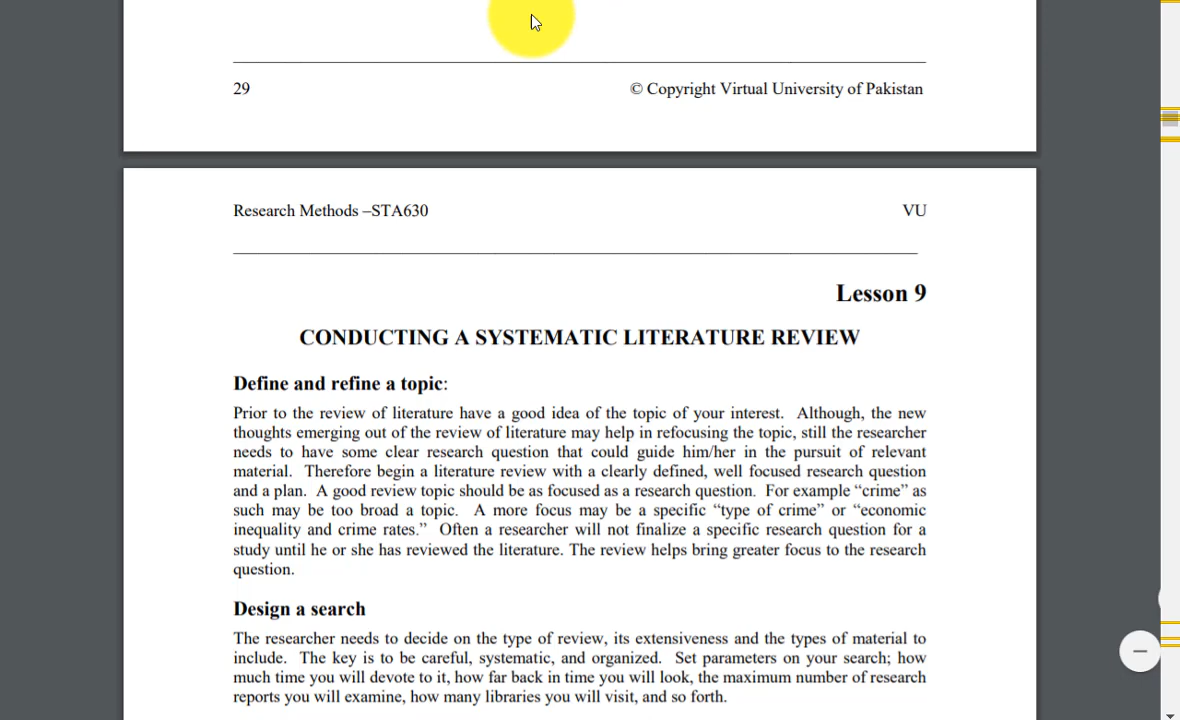 29
© Copyright Virtual University of Pakistan
Research Methods –STA630
VU
Lesson 9
CONDUCTING A SYSTEMATIC LITERATURE REVIEW
Define and refine a topic:
Prior to the review of literature have a good idea of the topic of your interest. Although, the new
thoughts emerging out of the review of literature may help in refocusing the topic, still the researcher
needs to have some clear research question that could guide him/her in the pursuit of relevant
material. Therefore begin a literature review with a clearly defined, well focused research question
and a plan. A good review topic should be as focused as a research question. For example “crime” as
such may be too broad a topic. A more focus may be a specific “type of crime” or “economic
inequality and crime rates.” Often a researcher will not finalize a specific research question for a
study until he or she has reviewed the literature. The review helps bring greater focus to the research
question.
Design a search
The researcher needs to decide on the type of review, its extensiveness and the types of material to
include. The key is to be careful, systematic, and organized. Set parameters on your search; how
much time you will devote to it, how far back in time you will look, the maximum number of research
reports you will examine, how many libraries you will visit, and so forth.